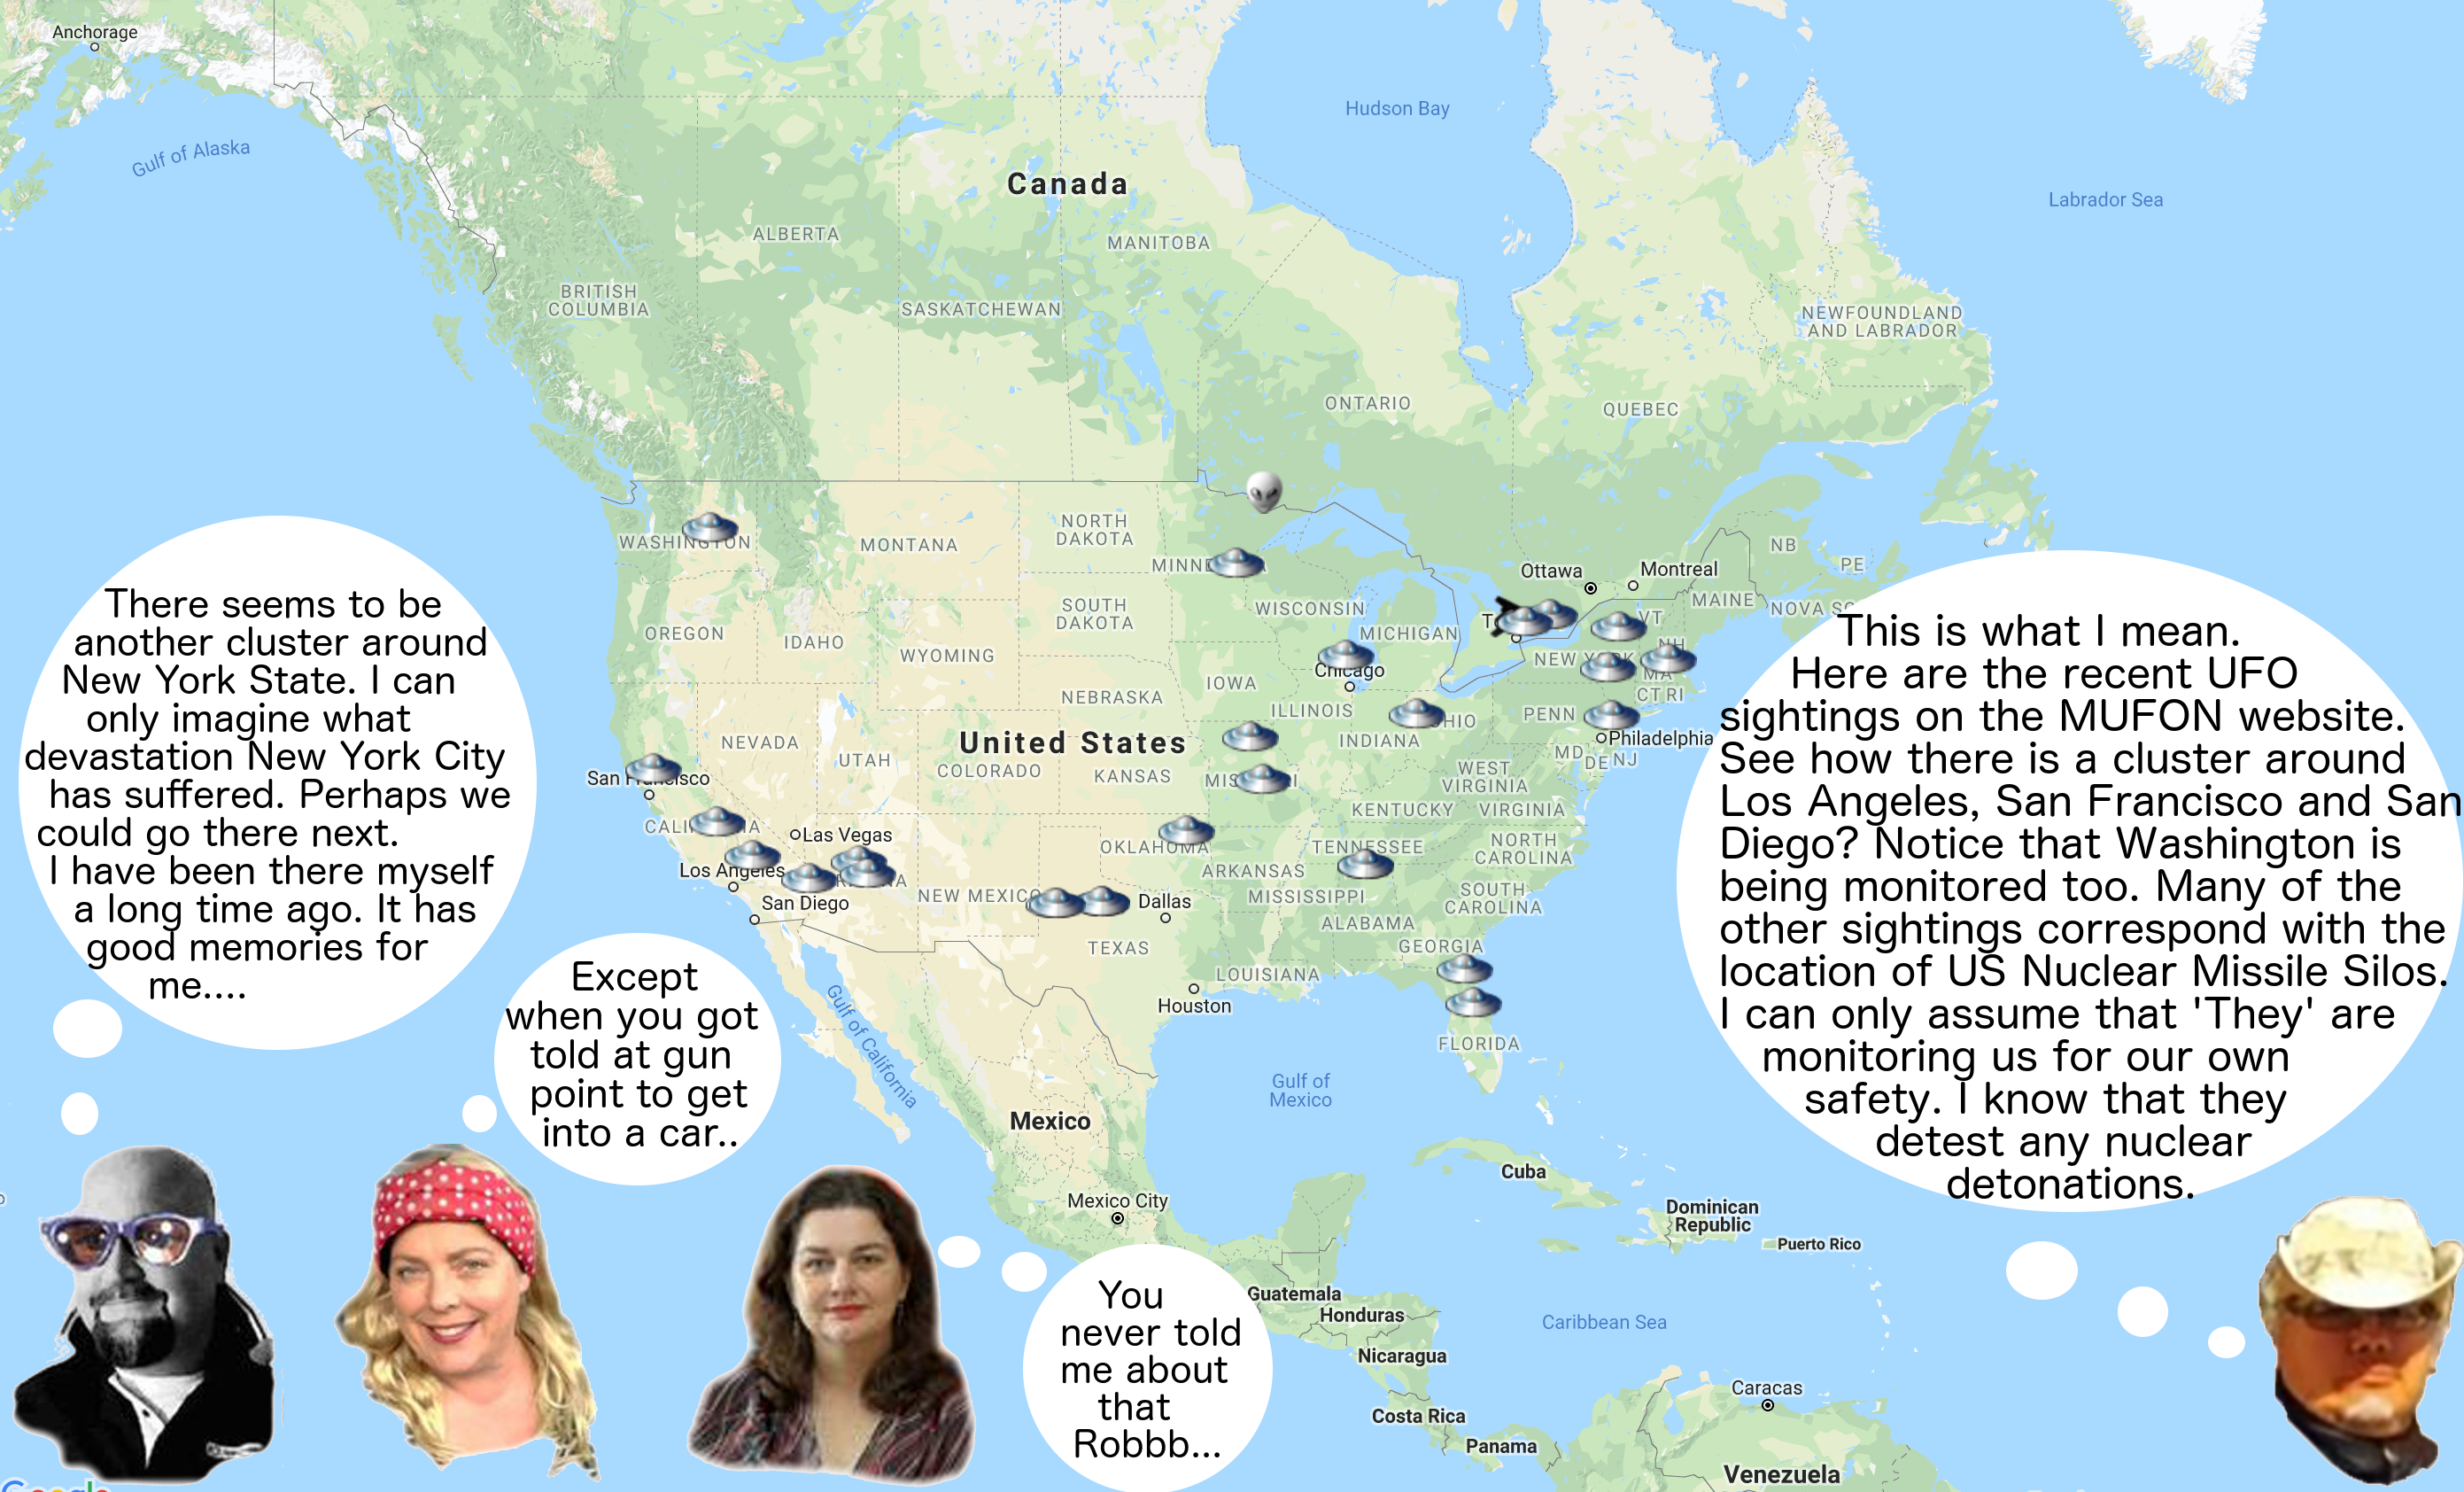 Anchorage
Gulf of Alaska
Hudson Bay
Labrador Sea
Canada
ALBERTA
MANITOBA
BRITISH
COLUMBIA
SASKATCHEWAN
NEWFOUNDLAND
AND LABRADOR
ONTARIO
QUEBEC
WASHINGTON
MONTANA
NORTH
DAKOTA
MINNE
A
Ottawa
Montreal
NB
PE
MAINE
NOVA SC
VT
NH
T
OREGON
IDAHO
WYOMING
SOUTH
DAKOTA
WISCONSIN
MICHIGAN
Chicago
NEW YORK
MA
CT RI
IOWA
NEBRASKA
ILLINOIS
INDIANA
OHIO
PENN
Philadelphia
MD
DE NJ
NEVADA
UTAH
United States
COLORADO
KANSAS
MIS
I
WEST
VIRGINIA
KENTUCKY
VIRGINIA
San Francisco
CALI
IA
Las Vegas
Los Angeles
San Diego
NA
NEW MEXICO
OKLAHOMA
ARKANSAS
TENNESSEE
NORTH
CAROLINA
MISSISSIPPI
SOUTH
CAROLINA
ALABAMA
GEORGIA
Dallas
TEXAS
LOUISIANA
Houston
FLORIDA
Gulf of California
Gulf of
Mexico
Mexico
Mexico City
Cuba
Dominican
Republic
Puerto Rico
Guatemala
Honduras
Caribbean Sea
Nicaragua
Caracas
Costa Rica
Panama
Venezuela
There seems to be
another cluster around
New York State. I can
only imagine what
devastation New York City
has suffered. Perhaps we
could go there next.
I have been there myself
a long time ago. It has
good memories for
me....
Except
when you got
told at gun
point to get
into a car..
You
never told
me about
that
Robbb...
This is what I mean.
Here are the recent UFO
sightings on the MUFON website.
See how there is a cluster around
Los Angeles, San Francisco and San
Diego? Notice that Washington is
being monitored too. Many of the
other sightings correspond with the
location of US Nuclear Missile Silos.
I can only assume that 'They' are
monitoring us for our own
safety. I know that they
detest any nuclear
detonations.
Google